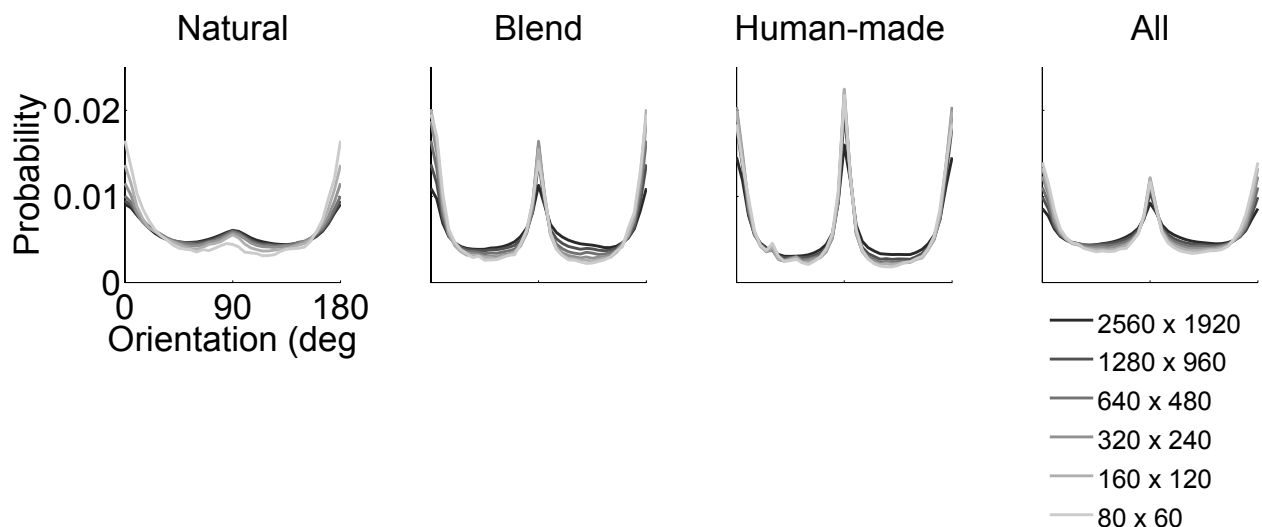 Natural
Blend
Human-made
All
Probability
0.02
0.01
0
0
90
180
Orientation (deg
2560 x 1920
1280 x 960
640 x 480
320 x 240
160 x 120
80 x 60